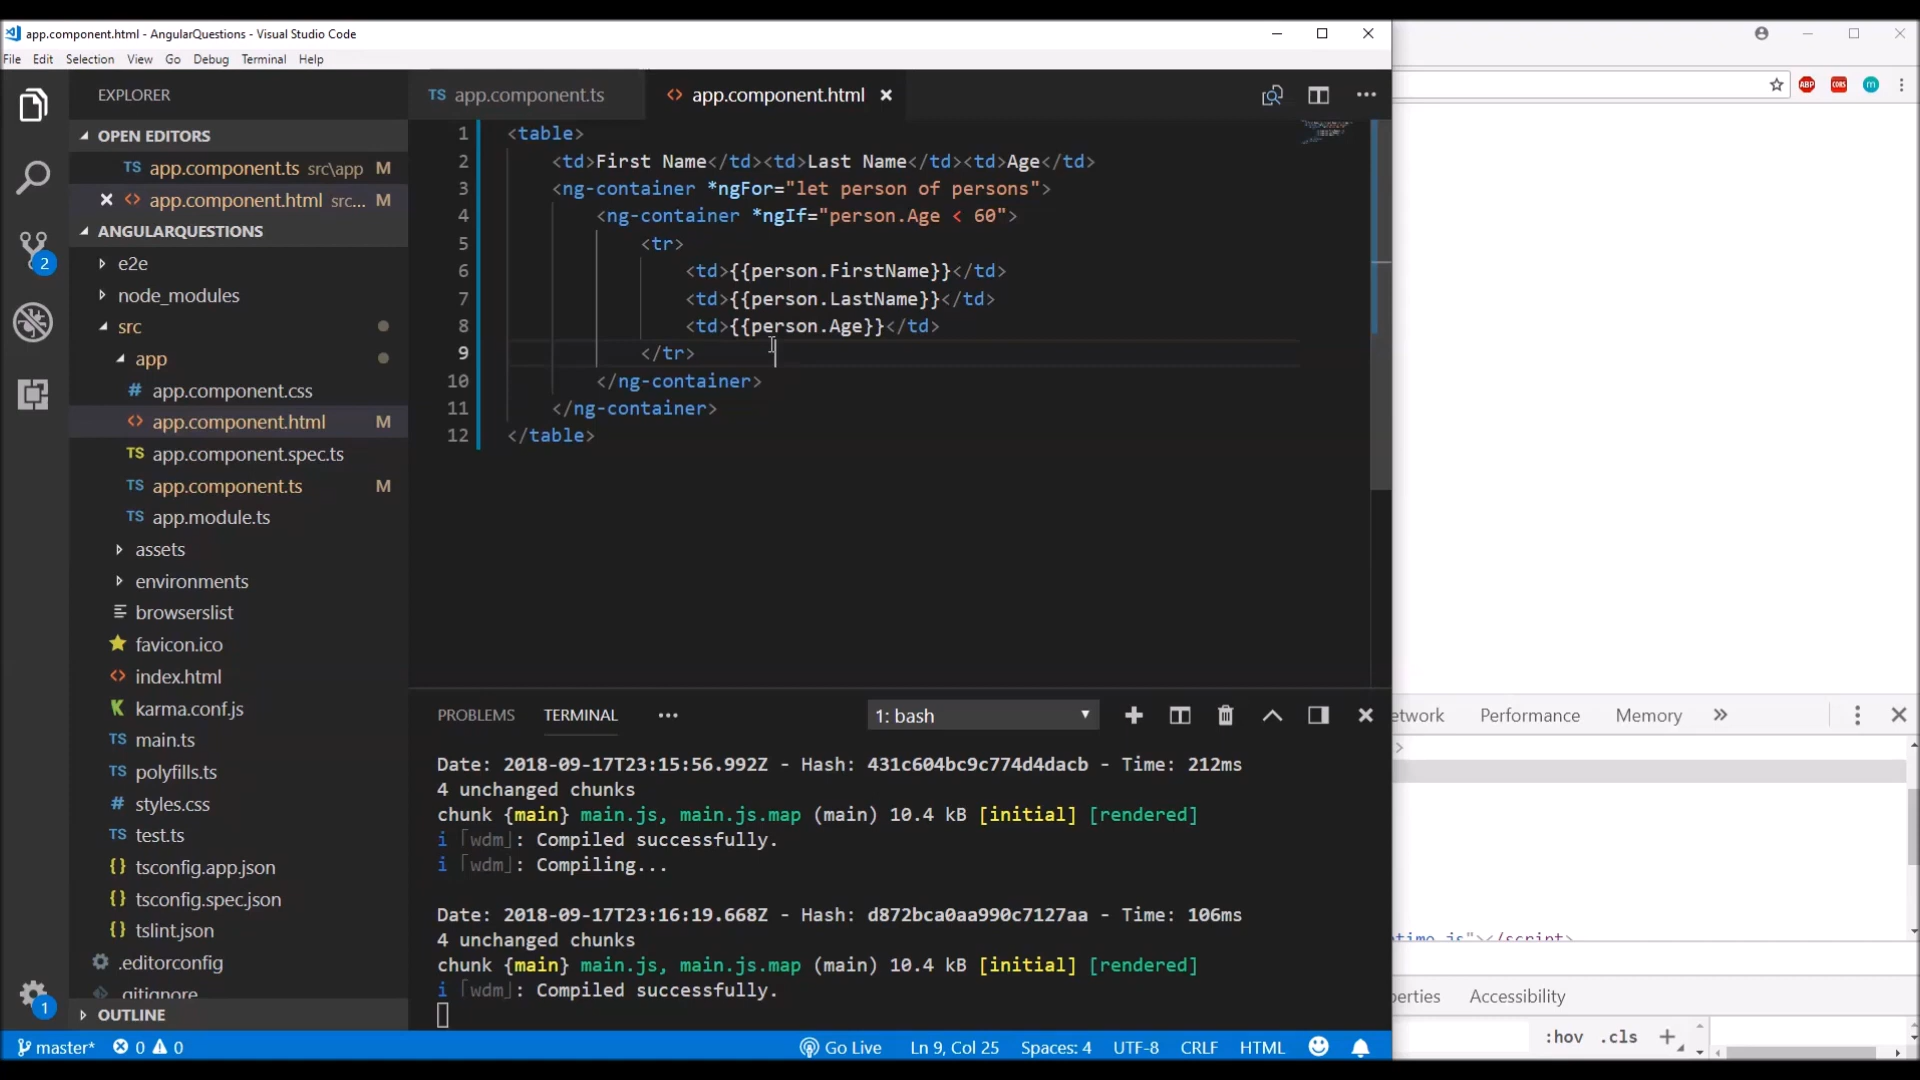 app.component.html - AngularQuestions - Visual Studio Code
File Edit Selection View Go Debug Terminal Help
EXPLORER
TS app.component.ts
<> app.component.html
OPEN EDITORS
TS app.component.ts src\app M
<> app.component.html src... M
ANGULARQUESTIONS
e2e
node_modules
src
app
# app.component.css
<> app.component.html M
TS app.component.spec.ts
TS app.component.ts M
TS app.module.ts
assets
environments
browserslist
favicon.ico
<> index.html
K karma.conf.js
TS main.ts
TS polyfills.ts
# styles.css
TS test.ts
{} tsconfig.app.json
{} tsconfig.spec.json
TS tslint.json
.editorconfig
.gitignore
OUTLINE
2
1
1 <table>
2 <td>First Name</td><td>Last Name</td><td>Age</td>
3 <ng-container *ngFor="let person of persons">
4 <ng-container *ngIf="person.Age < 60">
5 <tr>
6 <td>{{person.FirstName}}</td>
7 <td>{{person.LastName}}</td>
8 <td>{{person.Age}}</td>
9 </tr>
10 </ng-container>
11 </ng-container>
12 </table>
PROBLEMS TERMINAL ... 1: bash
Date: 2018-09-17T23:15:56.992Z - Hash: 431c604bc9c774d4dacb - Time: 212ms
4 unchanged chunks
chunk {main} main.js, main.js.map (main) 10.4 kB [initial] [rendered]
i ｢wdm｣: Compiled successfully.
i ｢wdm｣: Compiling...
Date: 2018-09-17T23:16:19.668Z - Hash: d872bca0aa990c7127aa - Time: 106ms
4 unchanged chunks
chunk {main} main.js, main.js.map (main) 10.4 kB [initial] [rendered]
i ｢wdm｣: Compiled successfully.
master* 0 0 Go Live Ln 9, Col 25 Spaces: 4 UTF-8 CRLF HTML
ABP CORS m
etwork Performance Memory »
>
time.js"></script>
perties Accessibility
:hov .cls +